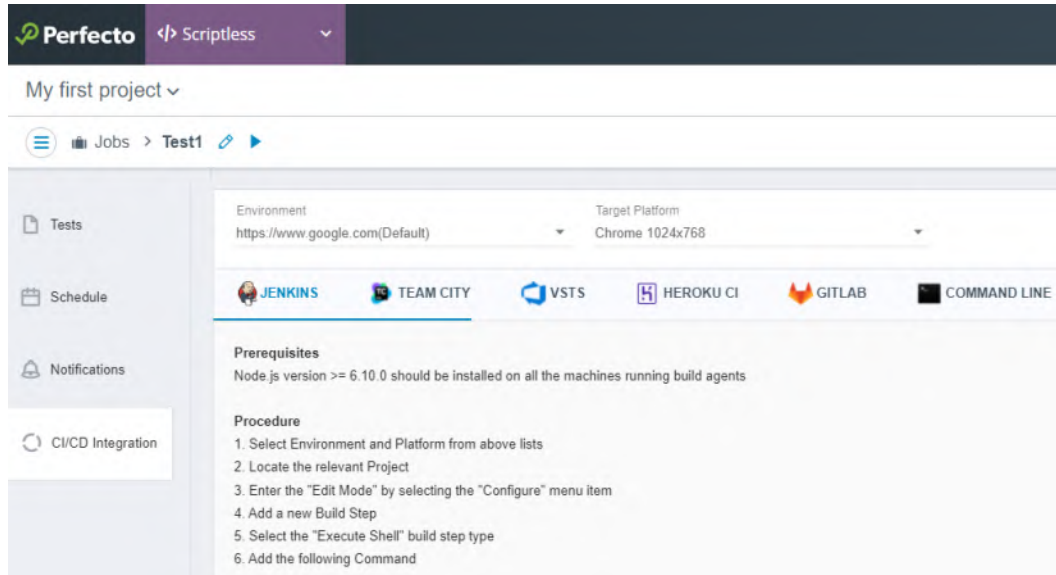 Perfecto </> Scriptless
My first project
Jobs > Test1
Tests
Schedule
Notifications
CI/CD Integration
Environment
https://www.google.com(Default)
Target Platform
Chrome 1024x768
JENKINS TEAM CITY VSTS HEROKU CI GITLAB COMMAND LINE
Prerequisites
Node.js version >= 6.10.0 should be installed on all the machines running build agents
Procedure
1. Select Environment and Platform from above lists
2. Locate the relevant Project
3. Enter the "Edit Mode" by selecting the "Configure" menu item
4. Add a new Build Step
5. Select the "Execute Shell" build step type
6. Add the following Command